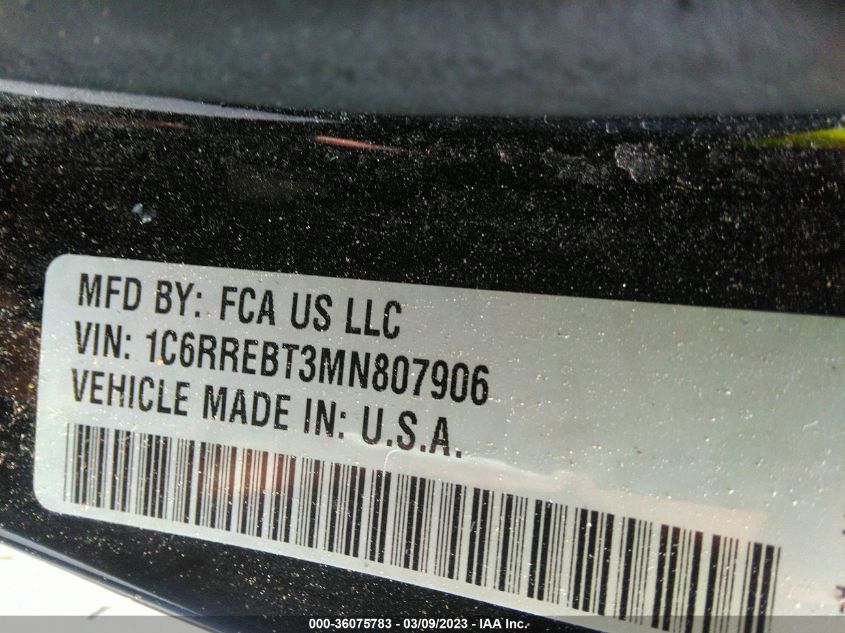 MFD BY: FCA US LLC
VIN: 1C6RREBT3MN807906
VEHICLE MADE IN: U.S.A.
000-36075783 - 03/09/2023 - IAA Inc.